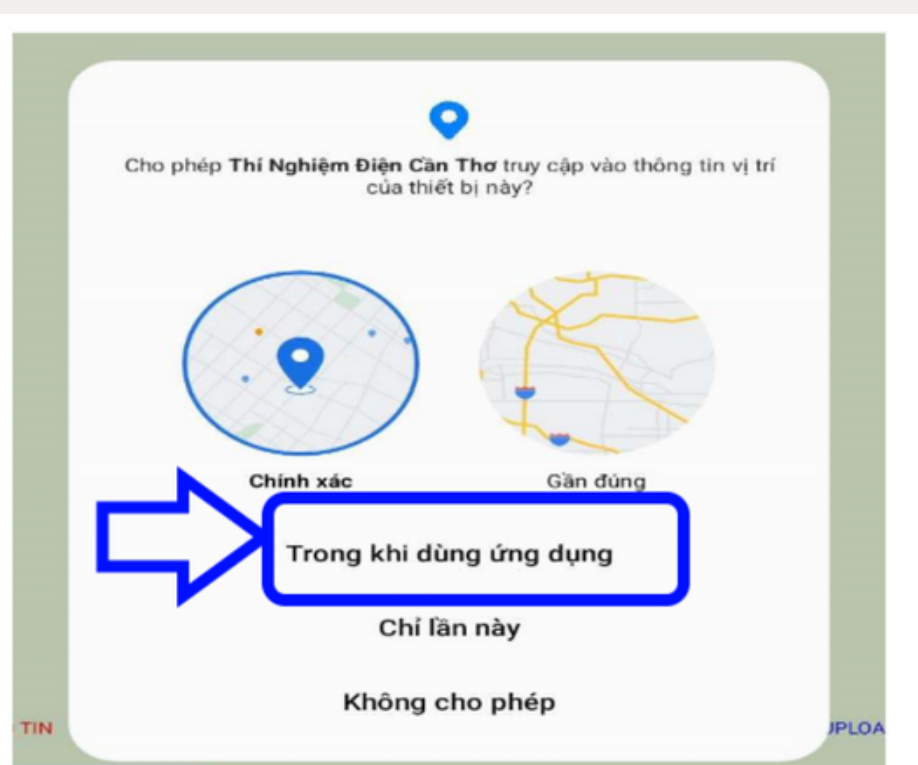 Cho phép Thí Nghiệm Điện Cần Thơ truy cập vào thông tin vị trí
của thiết bị này?
Chính xác
Gần đúng
Trong khi dùng ứng dụng
Chỉ lần này
Không cho phép
TIN
UPLOA